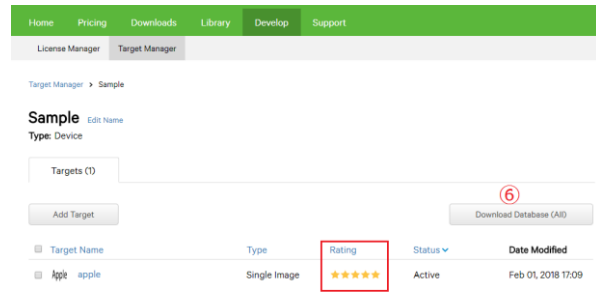 Home Pricing Downloads Library Develop Support
License Manager Target Manager
Target Manager > Sample
Sample Edit Name
Type: Device
Targets (1)
⑥
Add Target Download Database (All)
Target Name Type Rating Status Date Modified
Apple apple Single Image ★★★★★ Active Feb 01, 2018 17:09